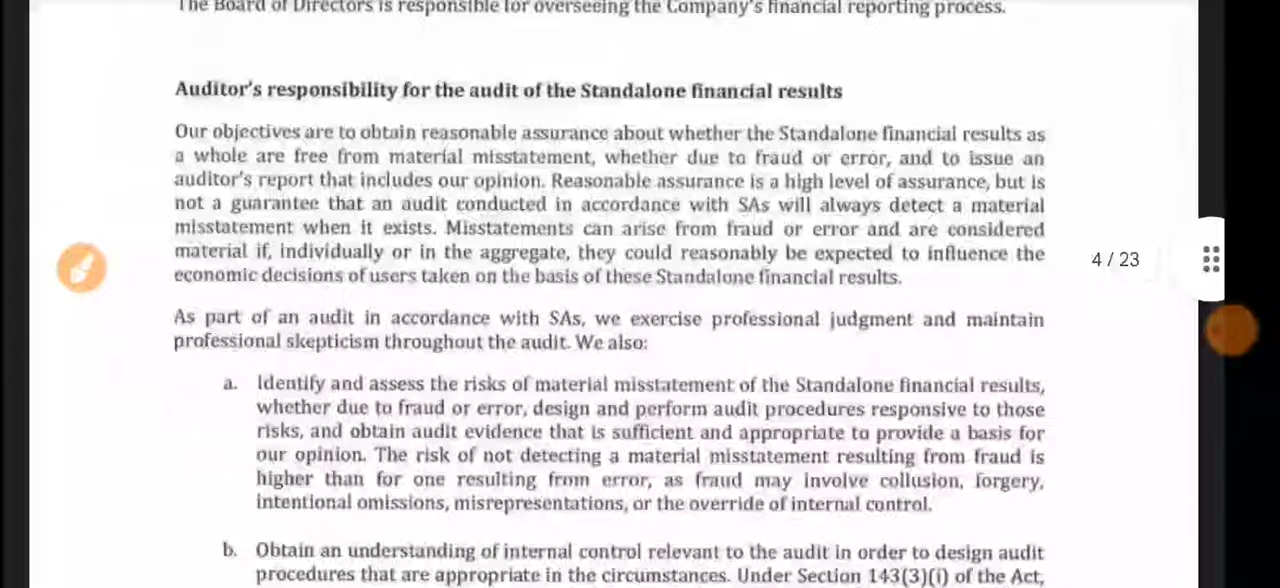 The Board of Directors is responsible for overseeing the Company's financial reporting process.
Auditor's responsibility for the audit of the Standalone financial results
Our objectives are to obtain reasonable assurance about whether the Standalone financial results as
a whole are free from material misstatement, whether due to fraud or error, and to issue an
auditor's report that includes our opinion. Reasonable assurance is a high level of assurance, but is
not a guarantee that an audit conducted in accordance with SAs will always detect a material
misstatement when it exists. Misstatements can arise from fraud or error and are considered
material if, individually or in the aggregate, they could reasonably be expected to influence the
economic decisions of users taken on the basis of these Standalone financial results.
4 / 23
As part of an audit in accordance with SAs, we exercise professional judgment and maintain
professional skepticism throughout the audit. We also:
a. Identify and assess the risks of material misstatement of the Standalone financial results,
whether due to fraud or error, design and perform audit procedures responsive to those
risks, and obtain audit evidence that is sufficient and appropriate to provide a basis for
our opinion. The risk of not detecting a material misstatement resulting from fraud is
higher than for one resulting from error, as fraud may involve collusion, forgery,
intentional omissions, misrepresentations, or the override of internal control.
b. Obtain an understanding of internal control relevant to the audit in order to design audit
procedures that are appropriate in the circumstances. Under Section 143(3)(i) of the Act,